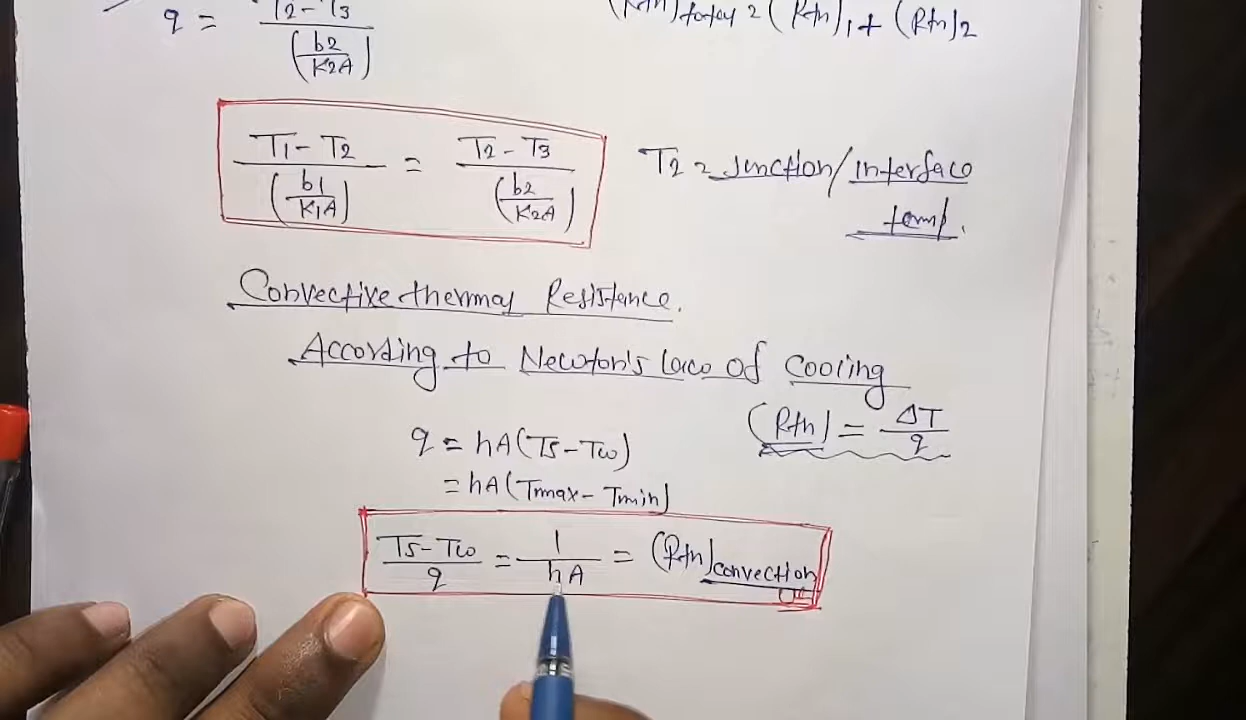 q = T2-T3 / (b2/K2A)
(Rth)total = (Rth)1 + (Rth)2
T1-T2 / (b1/K1A) = T2-T3 / (b2/K2A)
T2 = Junction/interface
temp.
Convective thermal Resistance.
According to Newton's Law of Cooling
(Rth) = ΔT/q
q = hA(Ts-T∞)
= hA(Tmax-Tmin)
Ts-T∞ / q = 1 / hA = (Rth)convection